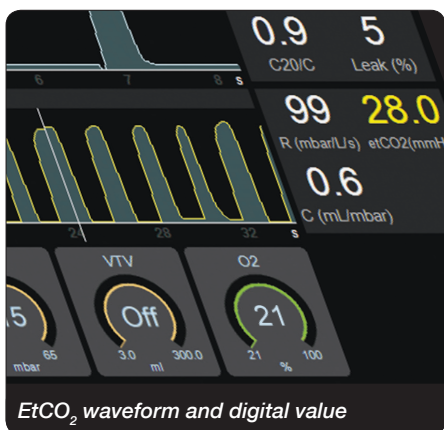 0.9 5
C20/C Leak (%)
6 7 8 s
99 28.0
R (mbar/L/s) etCO2(mmH
0.6
C (mL/mbar)
24 28 32 s
VTV O2
5 Off 21
65 3.0 300.0 21 100
mbar ml %
EtCO₂ waveform and digital value